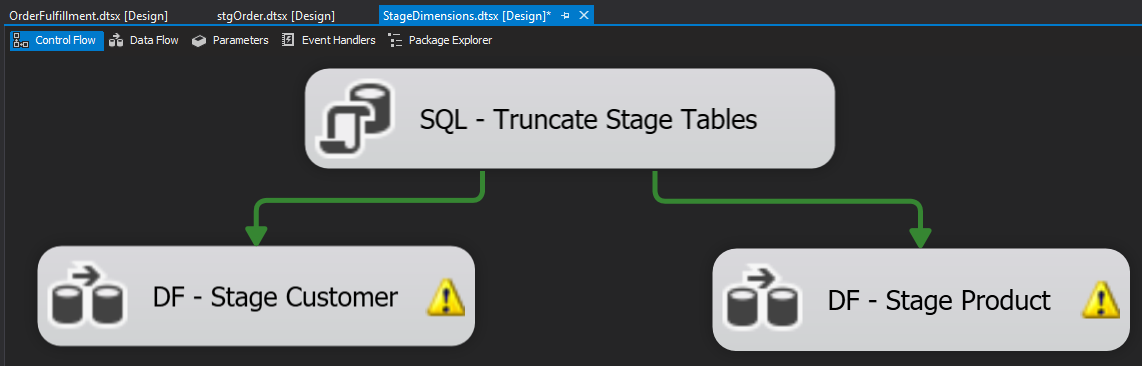 OrderFulfillment.dtsx [Design] stgOrder.dtsx [Design] StageDimensions.dtsx [Design]*
Control Flow Data Flow Parameters Event Handlers Package Explorer
SQL - Truncate Stage Tables
DF - Stage Customer
DF - Stage Product